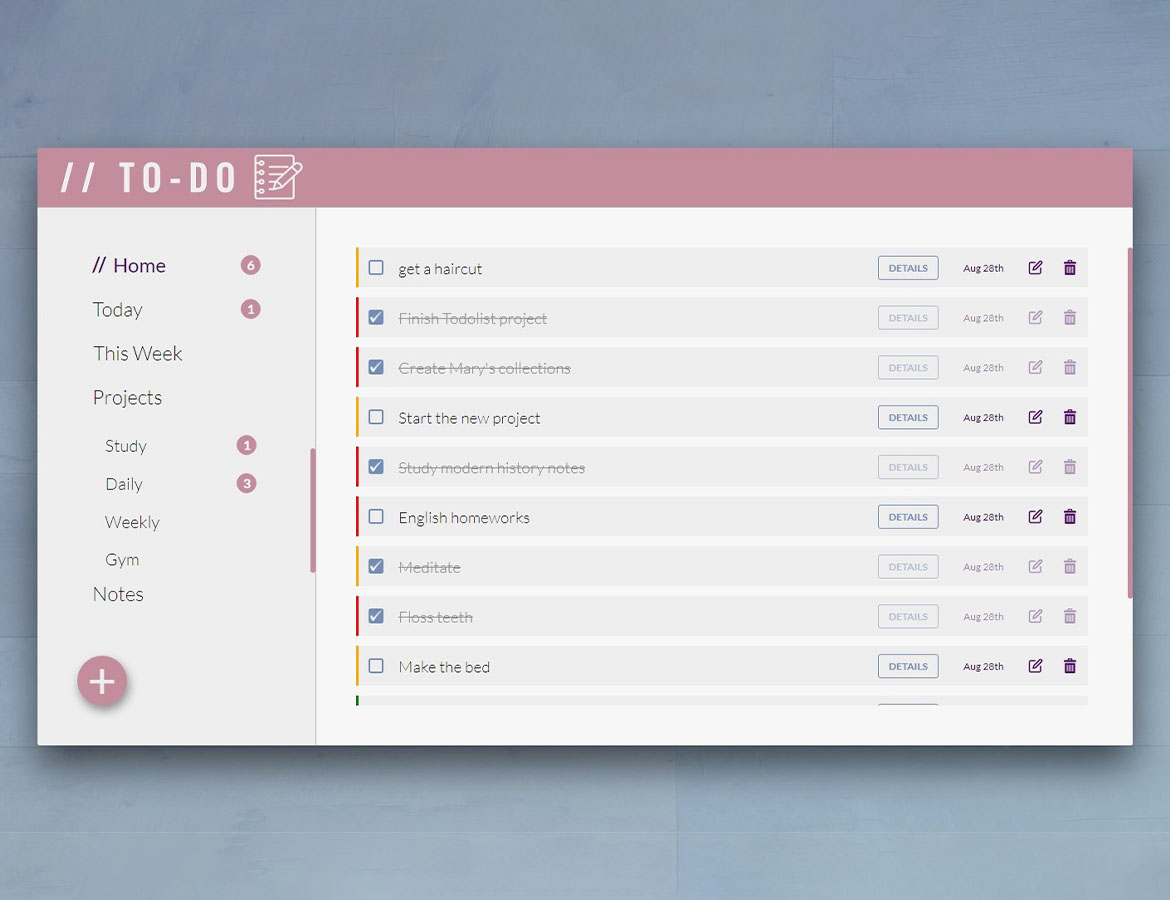 // TO-DO
// Home 6
Today 1
This Week
Projects
Study 1
Daily 3
Weekly
Gym
Notes
+
get a haircut DETAILS Aug 28th
Finish Todolist project DETAILS Aug 28th
Create Mary's collections DETAILS Aug 28th
Start the new project DETAILS Aug 28th
Study modern history notes DETAILS Aug 28th
English homeworks DETAILS Aug 28th
Meditate DETAILS Aug 28th
Floss teeth DETAILS Aug 28th
Make the bed DETAILS Aug 28th